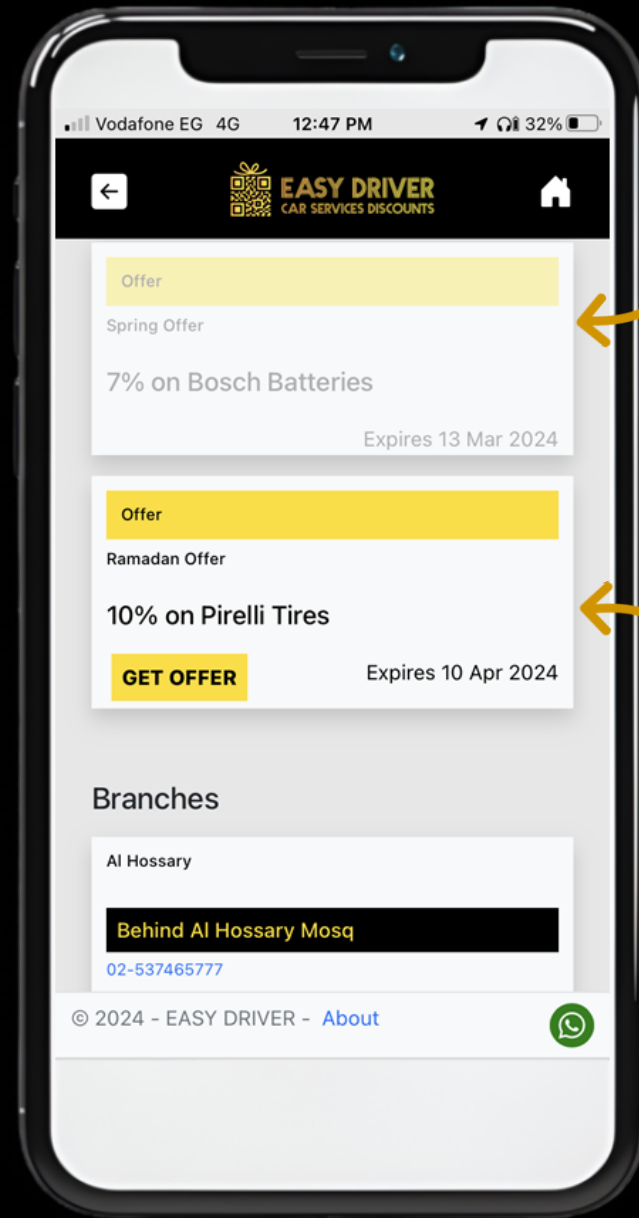 Vodafone EG 4G 12:47 PM 32%
EASY DRIVER
CAR SERVICES DISCOUNTS
Offer
Spring Offer
7% on Bosch Batteries
Expires 13 Mar 2024
Offer
Ramadan Offer
10% on Pirelli Tires
GET OFFER Expires 10 Apr 2024
Branches
Al Hossary
Behind Al Hossary Mosq
02-537465777
© 2024 - EASY DRIVER - About